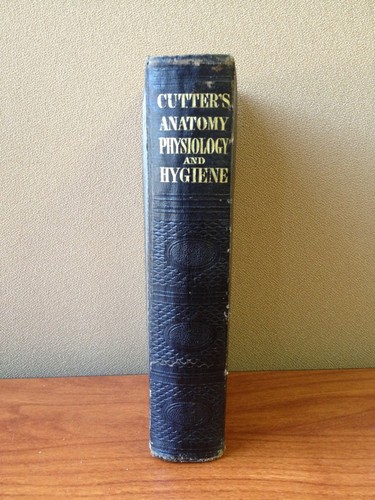 CUTTER'S
ANATOMY
PHYSIOLOGY
AND
HYGIENE